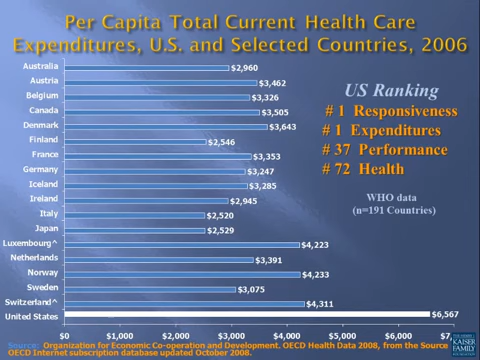 Per Capita Total Current Health Care
Expenditures, U.S. and Selected Countries, 2006
Australia $2,960
Austria $3,462
Belgium $3,326
Canada $3,505
Denmark $3,643
Finland $2,546
France $3,353
Germany $3,247
Iceland $3,285
Ireland $2,945
Italy $2,520
Japan $2,529
Luxembourg^ $4,223
Netherlands $3,391
Norway $4,233
Sweden $3,075
Switzerland^ $4,311
United States $6,567
$0 $1,000 $2,000 $3,000 $4,000 $5,000 $6,000 $7,
US Ranking
# 1 Responsiveness
# 1 Expenditures
# 37 Performance
# 72 Health
WHO data
(n=191 Countries)
Source: Organization for Economic Co-operation and Development. OECD Health Data 2008, from the Source
OECD Internet subscription database updated October 2008.
KAISER
FAMILY